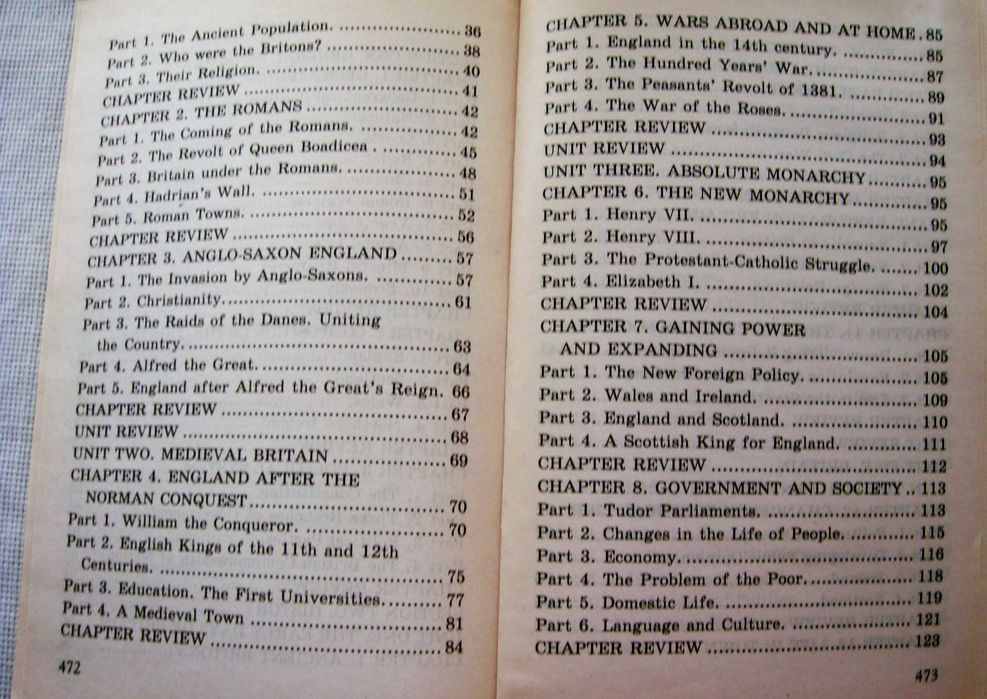 Part 1. The Ancient Population. ........................ 36
Part 2. Who were the Britons? ........................ 38
Part 3. Their Religion. ........................ 40
CHAPTER REVIEW ........................ 41
CHAPTER 2. THE ROMANS ........................ 42
Part 1. The Coming of the Romans. ............... 42
Part 2. The Revolt of Queen Boadicea . ............... 45
Part 3. Britain under the Romans. ............... 48
Part 4. Hadrian's Wall. ........................ 51
Part 5. Roman Towns. ........................ 52
CHAPTER REVIEW ........................ 56
CHAPTER 3. ANGLO-SAXON ENGLAND ......... 57
Part 1. The Invasion by Anglo-Saxons. ............... 57
Part 2. Christianity. ........................ 61
Part 3. The Raids of the Danes. Uniting
the Country. ........................ 63
Part 4. Alfred the Great. ........................ 64
Part 5. England after Alfred the Great's Reign. 66
CHAPTER REVIEW ........................ 67
UNIT REVIEW ........................ 68
UNIT TWO. MEDIEVAL BRITAIN .................. 69
CHAPTER 4. ENGLAND AFTER THE
NORMAN CONQUEST ........................ 70
Part 1. William the Conqueror. .................. 70
Part 2. English Kings of the 11th and 12th
Centuries. ........................ 75
Part 3. Education. The First Universities. ......... 77
Part 4. A Medieval Town ........................ 81
CHAPTER REVIEW ........................ 84
472
CHAPTER 5. WARS ABROAD AND AT HOME . 85
Part 1. England in the 14th century. ............ 85
Part 2. The Hundred Years' War. ............... 87
Part 3. The Peasants' Revolt of 1381. ............ 89
Part 4. The War of the Roses. .................. 91
CHAPTER REVIEW ........................ 93
UNIT REVIEW ........................ 94
UNIT THREE. ABSOLUTE MONARCHY ......... 95
CHAPTER 6. THE NEW MONARCHY ............ 95
Part 1. Henry VII. ........................ 95
Part 2. Henry VIII. ........................ 97
Part 3. The Protestant-Catholic Struggle. ....... 100
Part 4. Elizabeth I. ........................ 102
CHAPTER REVIEW ........................ 104
CHAPTER 7. GAINING POWER
AND EXPANDING ........................ 105
Part 1. The New Foreign Policy. ............... 105
Part 2. Wales and Ireland. ..................... 109
Part 3. England and Scotland. .................. 110
Part 4. A Scottish King for England. ............ 111
CHAPTER REVIEW ........................ 112
CHAPTER 8. GOVERNMENT AND SOCIETY .. 113
Part 1. Tudor Parliaments. ..................... 113
Part 2. Changes in the Life of People. ............ 115
Part 3. Economy. ........................ 116
Part 4. The Problem of the Poor. ............... 118
Part 5. Domestic Life. ........................ 119
Part 6. Language and Culture. .................. 121
CHAPTER REVIEW ........................ 123
473